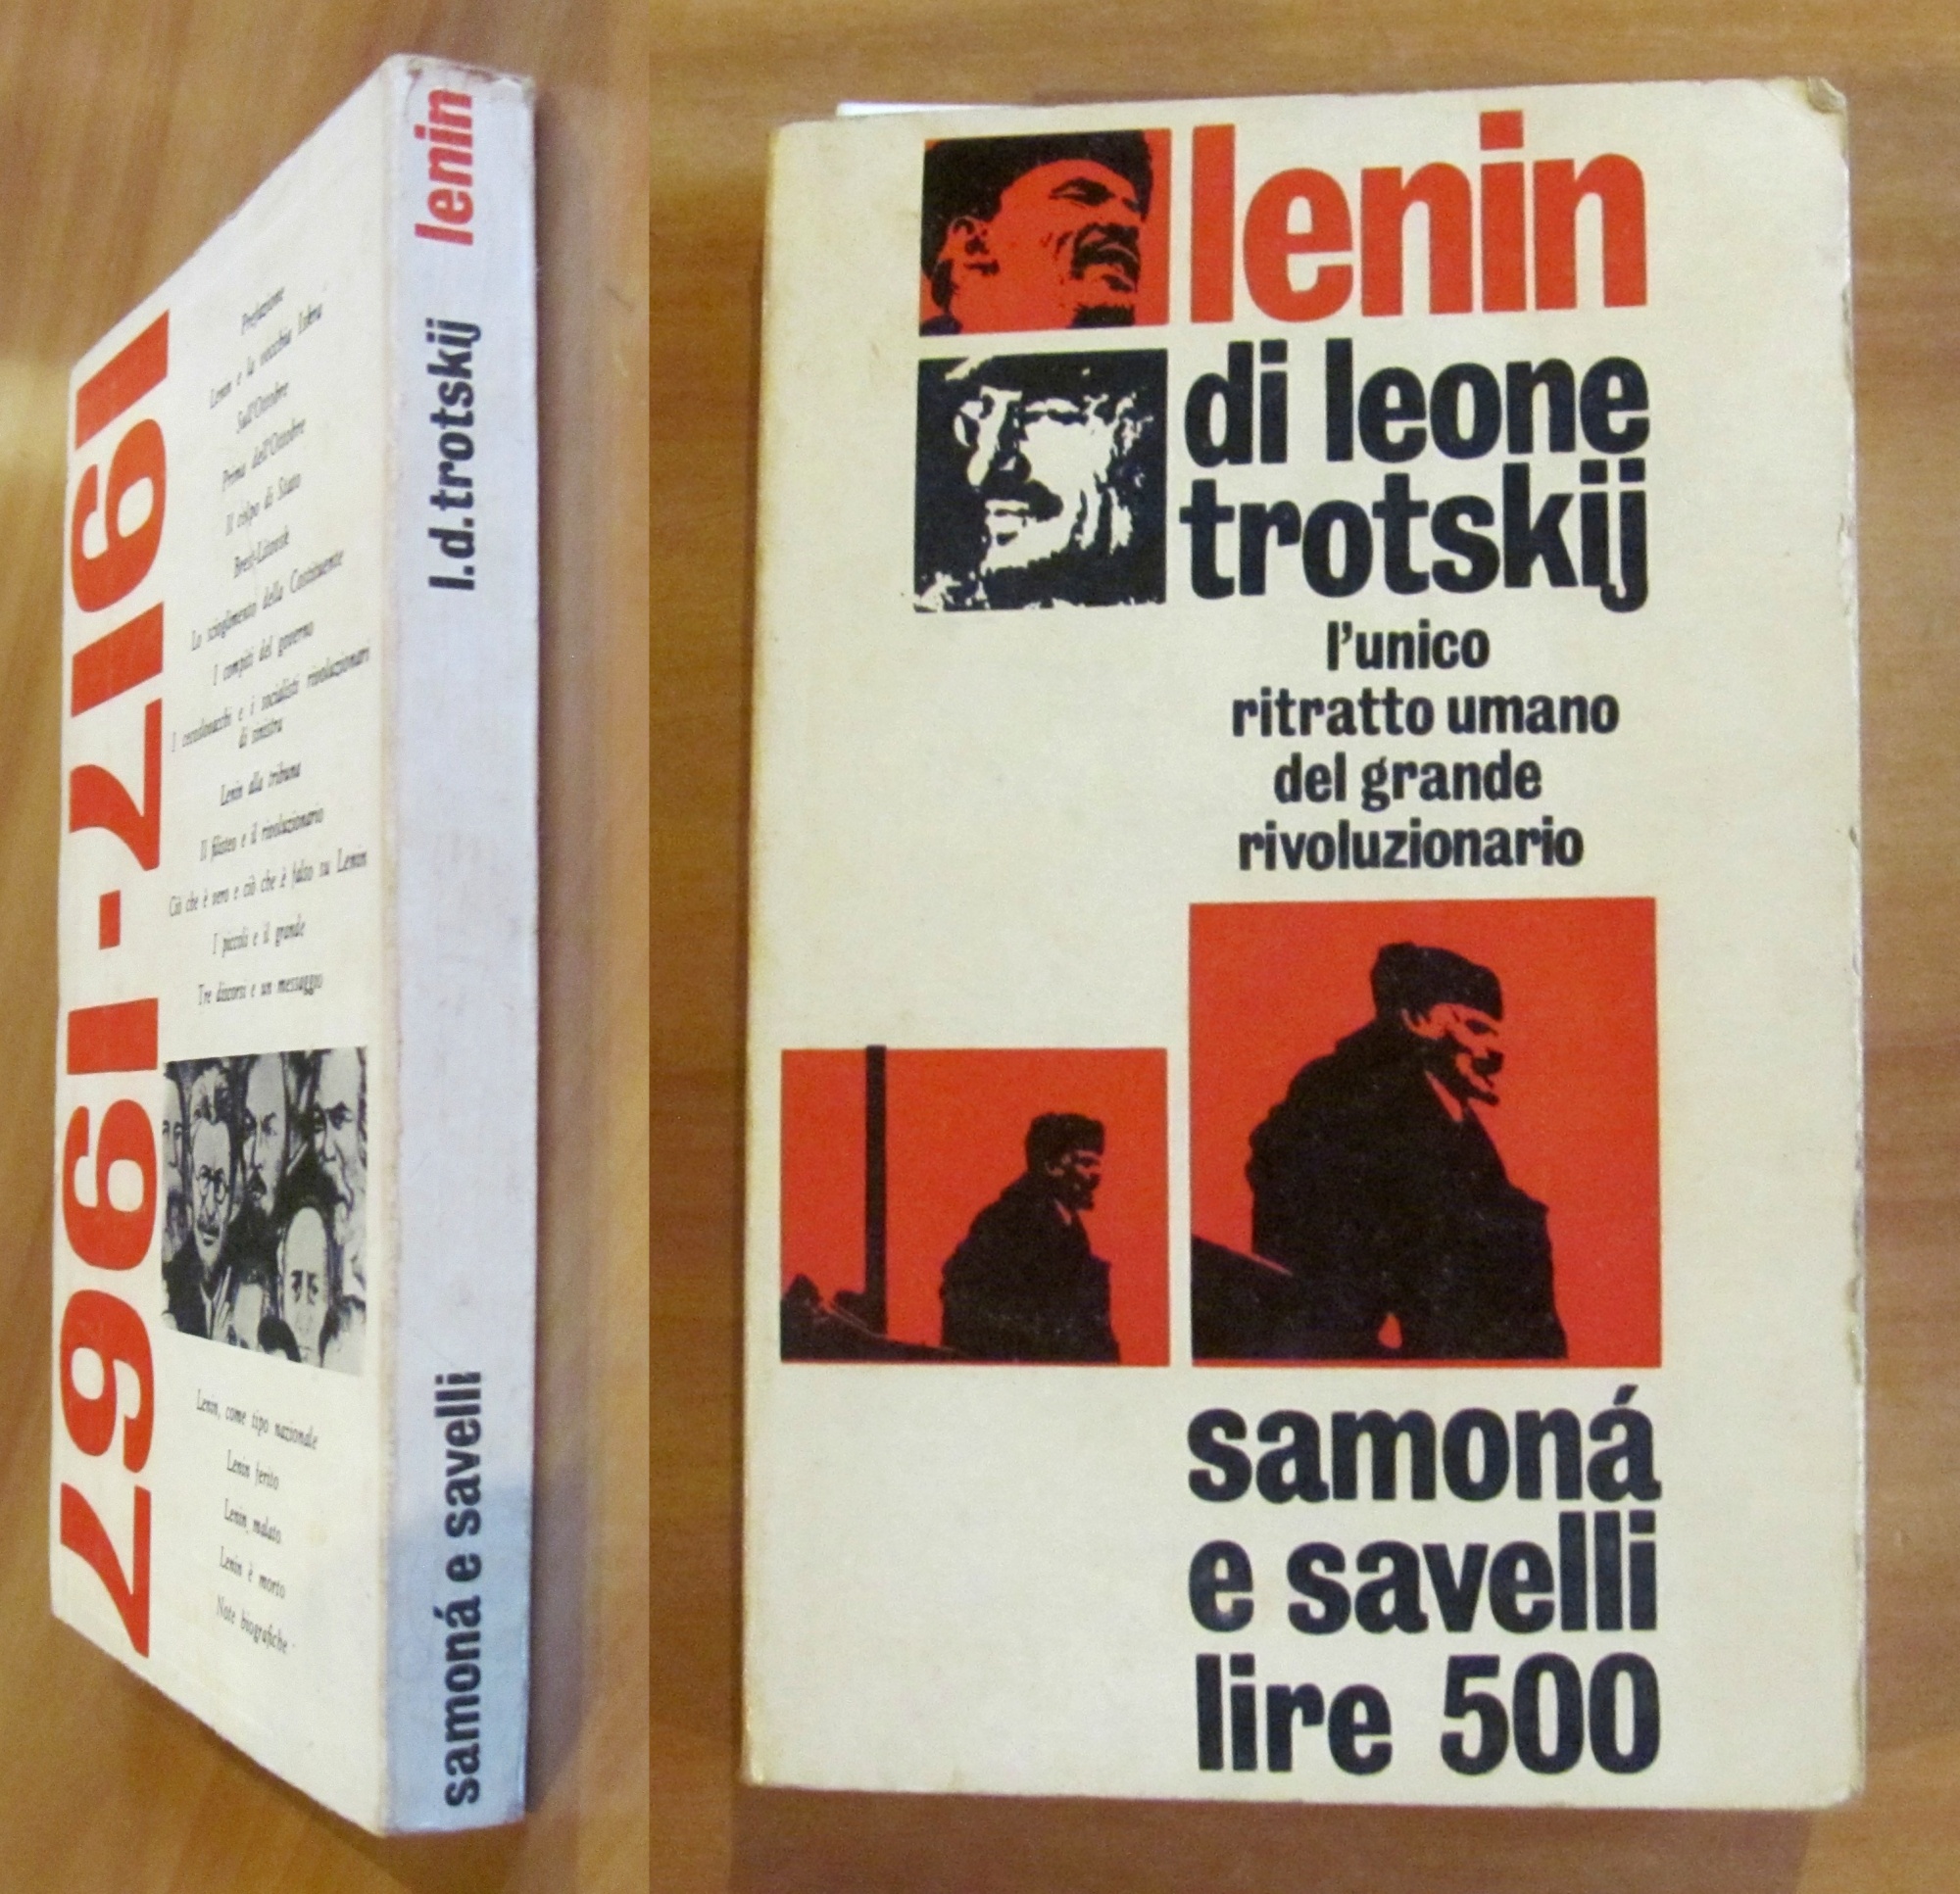 1917-1967
Prefazione
Lenin e la vecchia Iskra
Sull'Ottobre
Prima dell'Ottobre
Il colpo di Stato
Brest-Litovsk
Lo scioglimento della Costituente
I compiti del governo
I cecoslovacchi e i socialisti rivoluzionari
di sinistra
Lenin alla tribuna
Il filisteo e il rivoluzionario
Ciò che è vero e ciò che è falso su Lenin
I piccoli e il grande
Tre discorsi e un messaggio
Lenin, come tipo nazionale
Lenin ferito
Lenin malato
Lenin è morto
Note biografiche
lenin
l.d.trotskij
samoná e savelli
lenin
di leone
trotskij
l'unico
ritratto umano
del grande
rivoluzionario
samoná
e savelli
lire 500